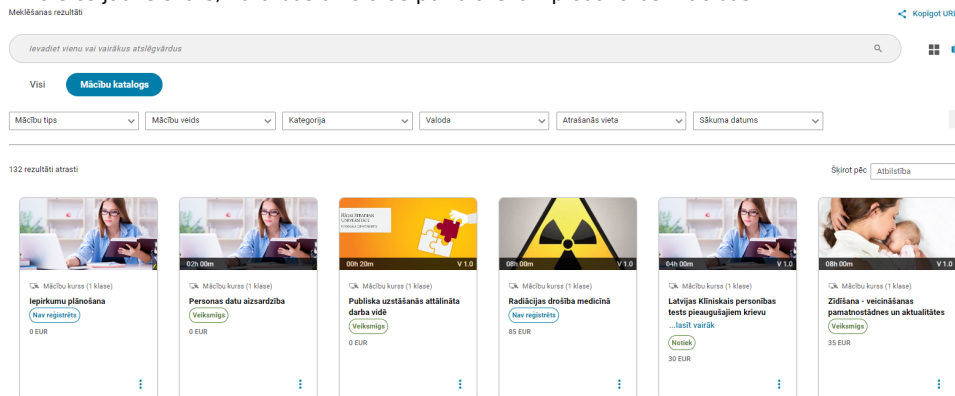 Meklēšanas rezultāti
Kopīgot URL
Ievadiet vienu vai vairākus atslēgvārdus
Visi
Mācību katalogs
Mācību tips
Mācību veids
Kategorija
Valoda
Atrašanās vieta
Sākuma datums
132 rezultāti atrasti
Šķirot pēc
Atbilstība
Mācību kurss (1 klase)
Iepirkumu plānošana
Nav reģistrēts
0 EUR
02h 00m
Mācību kurss (1 klase)
Personas datu aizsardzība
Veiksmīgs
0 EUR
RĪGAS STRADIŅA
UNIVERSITĀTE
00h 20m
V 1.0
Mācību kurss (1 klase)
Publiska uzstāšanās attālināta
darba vidē
Veiksmīgs
0 EUR
08h 00m
V 1.0
Mācību kurss (1 klase)
Radiācijas drošība medicīnā
Nav reģistrēts
85 EUR
04h 00m
V 1.0
Mācību kurss (1 klase)
Latvijas Klīniskais personības
tests pieaugušajiem krievu
...lasīt vairāk
Notiek
30 EUR
08h 00m
V 1.0
Mācību kurss (1 klase)
Zīdīšana - veicināšanas
pamatnostādnes un aktualitātes
Veiksmīgs
35 EUR